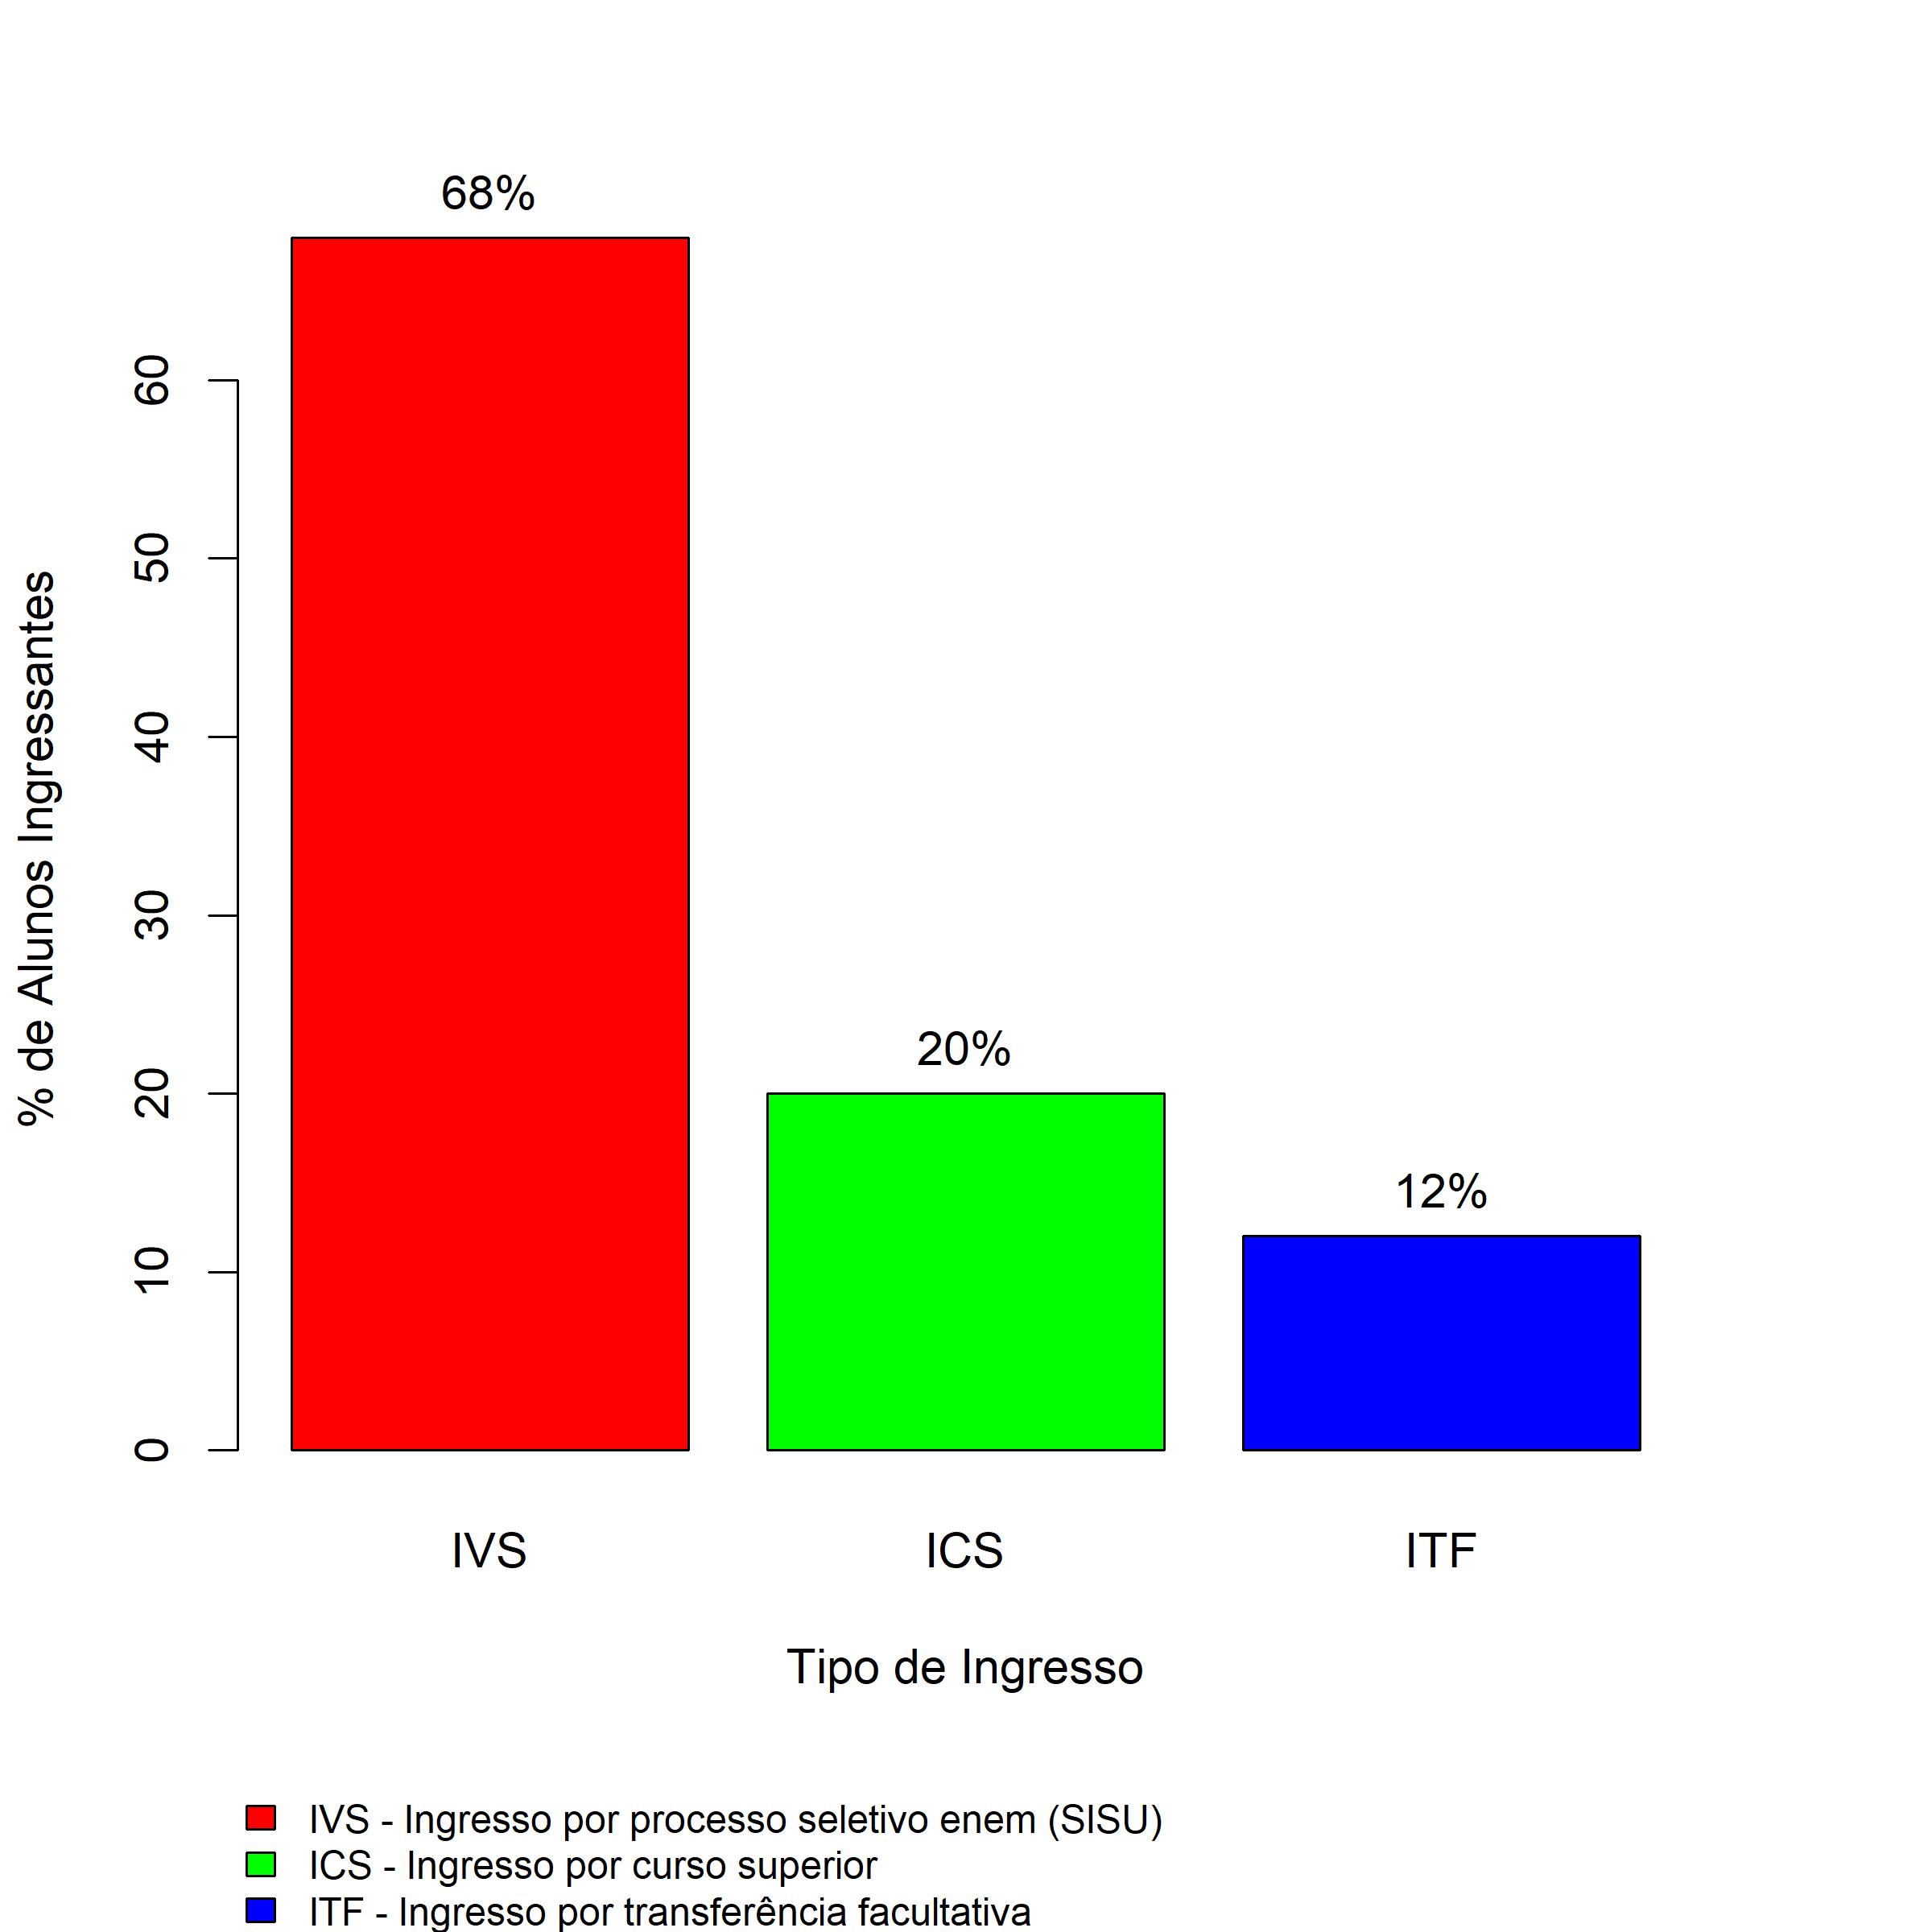 68%
20%
12%
60
50
40
30
20
10
0
% de Alunos Ingressantes
IVS
ICS
ITF
Tipo de Ingresso
IVS - Ingresso por processo seletivo enem (SISU)
ICS - Ingresso por curso superior
ITF - Ingresso por transferência facultativa